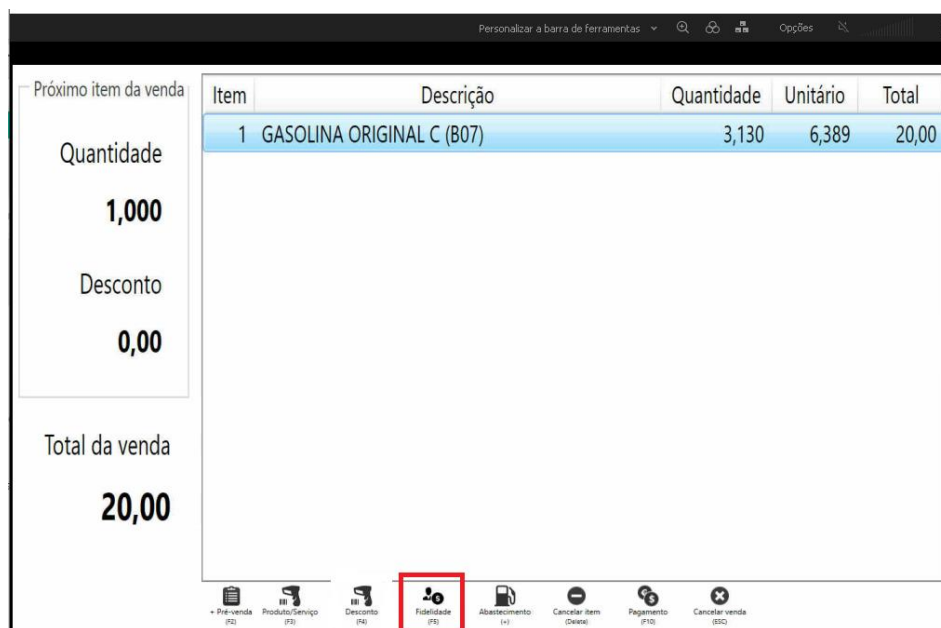 Personalizar a barra de ferramentas Opções
Próximo item da venda
Quantidade
1,000
Desconto
0,00
Total da venda
20,00
Item Descrição Quantidade Unitário Total
1 GASOLINA ORIGINAL C (B07) 3,130 6,389 20,00
+ Pré-venda Produto/Serviço Desconto Fidelidade Abastecimento Cancelar item Pagamento Cancelar venda
(F2) (F3) (F4) (F5) (+) (Delete) (F10) (ESC)